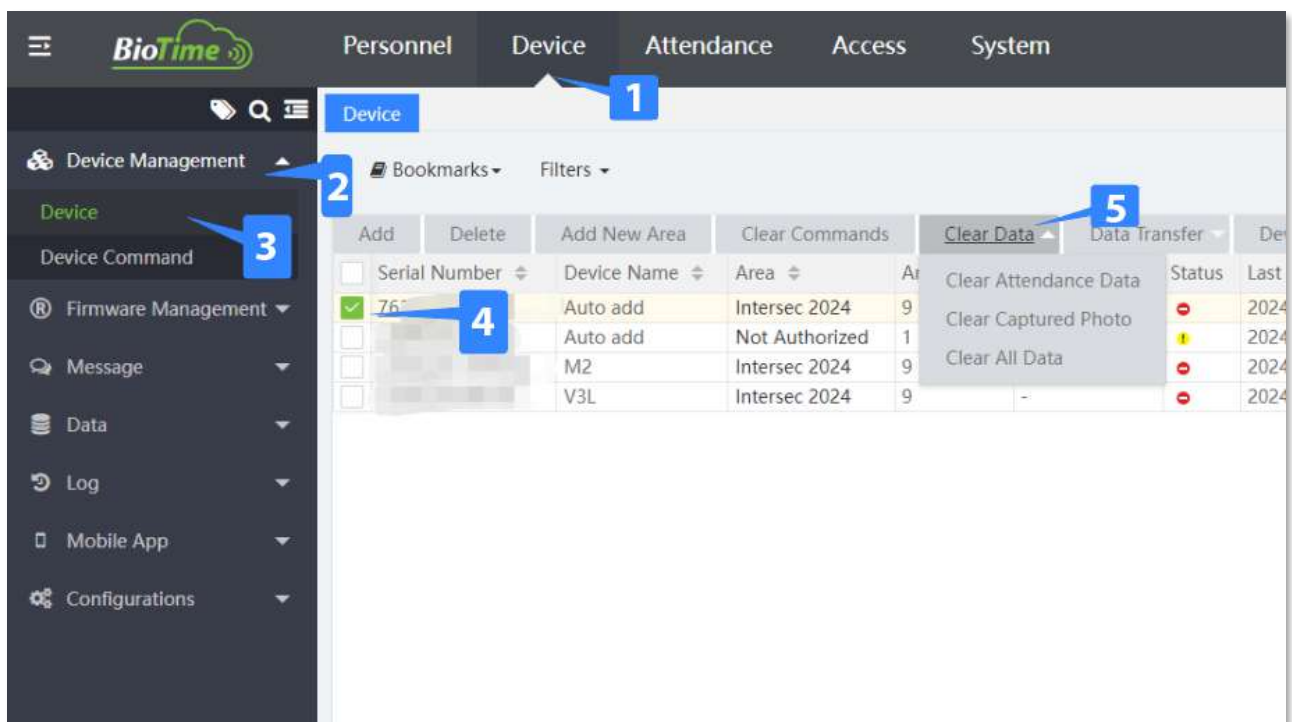 BioTime
Personnel Device Attendance Access System
1
Device
Device Management
2
Bookmarks Filters
Device
3
Device Command
5
Add Delete Add New Area Clear Commands Clear Data Data Transfer
Serial Number Device Name Area Status Last
Clear Attendance Data
4
Auto add Intersec 2024 9 2024
Clear Captured Photo
Auto add Not Authorized 1 2024
Clear All Data
M2 Intersec 2024 9 2024
V3L Intersec 2024 9 - 2024
Firmware Management
Message
Data
Log
Mobile App
Configurations